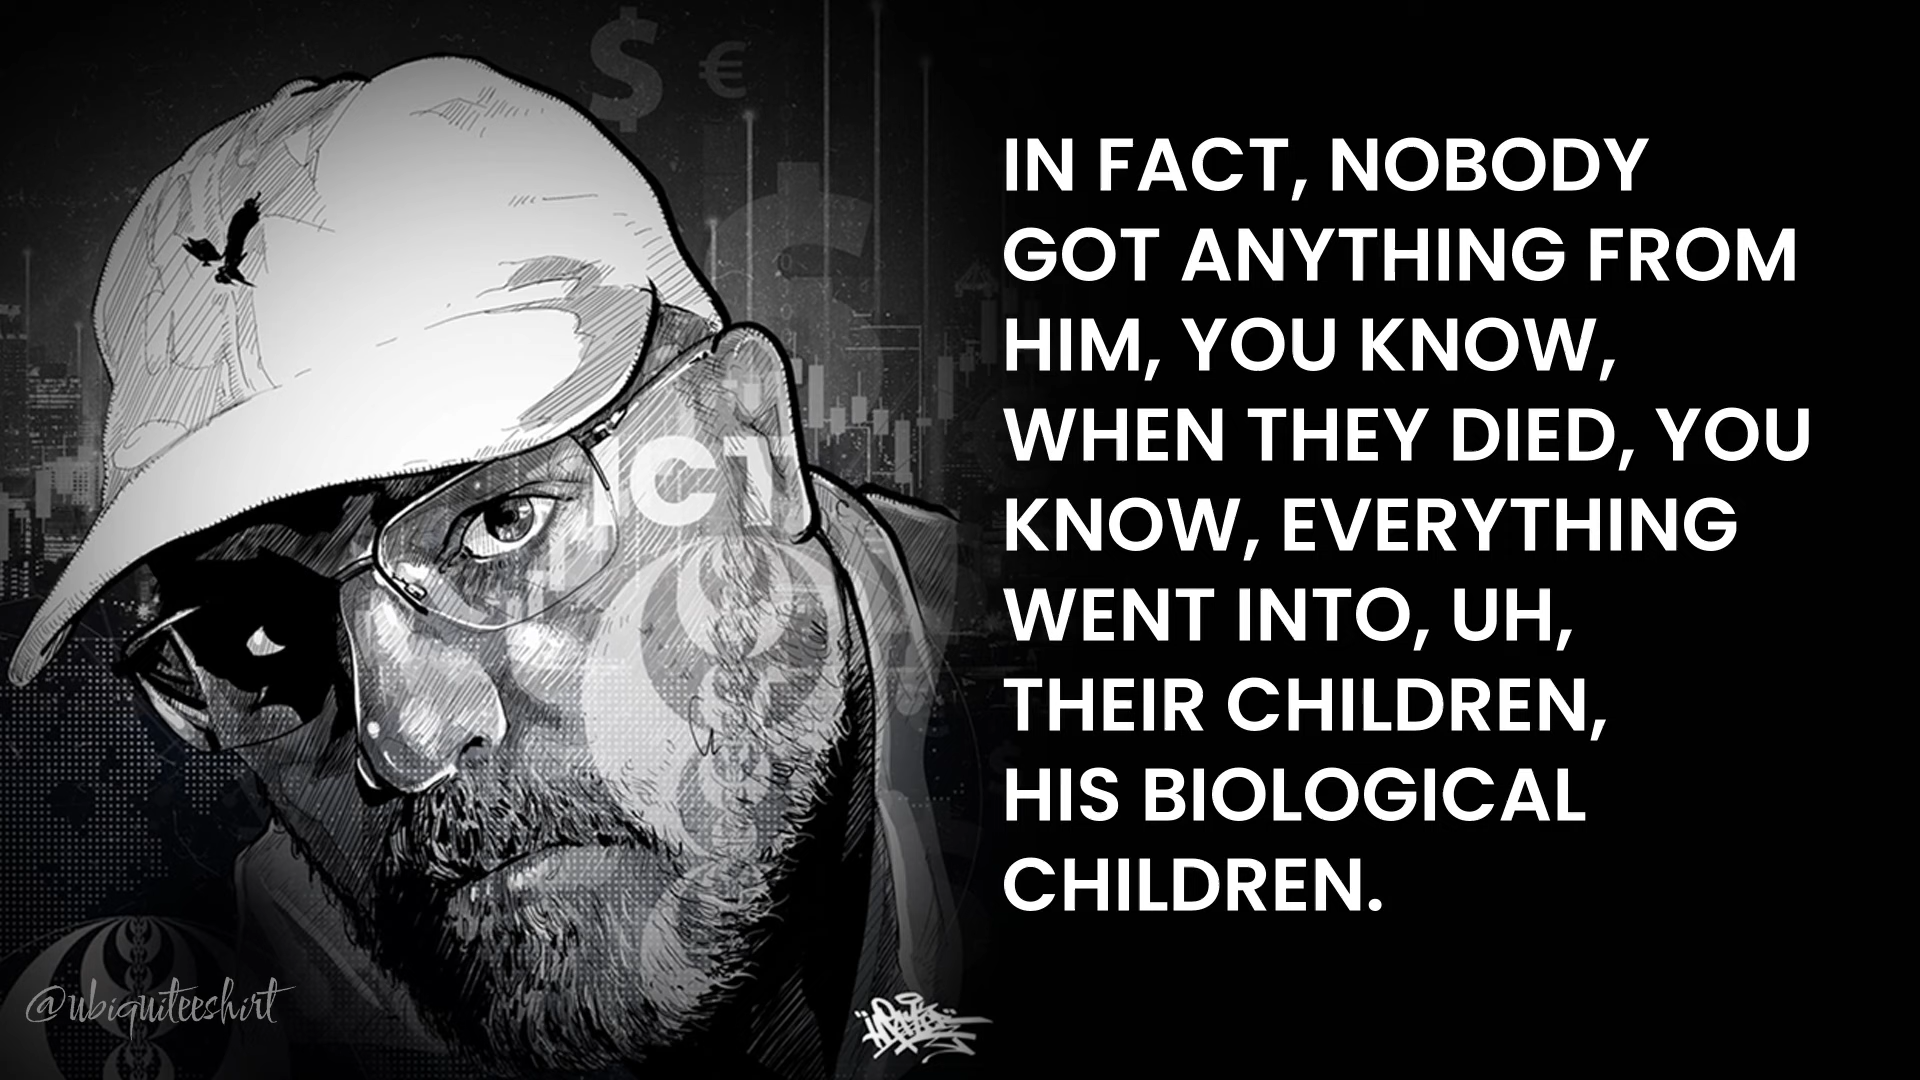 $ €
IN FACT, NOBODY
GOT ANYTHING FROM
HIM, YOU KNOW,
WHEN THEY DIED, YOU
KNOW, EVERYTHING
WENT INTO, UH,
THEIR CHILDREN,
HIS BIOLOGICAL
CHILDREN.
ICT
@ubiquiteeshirt